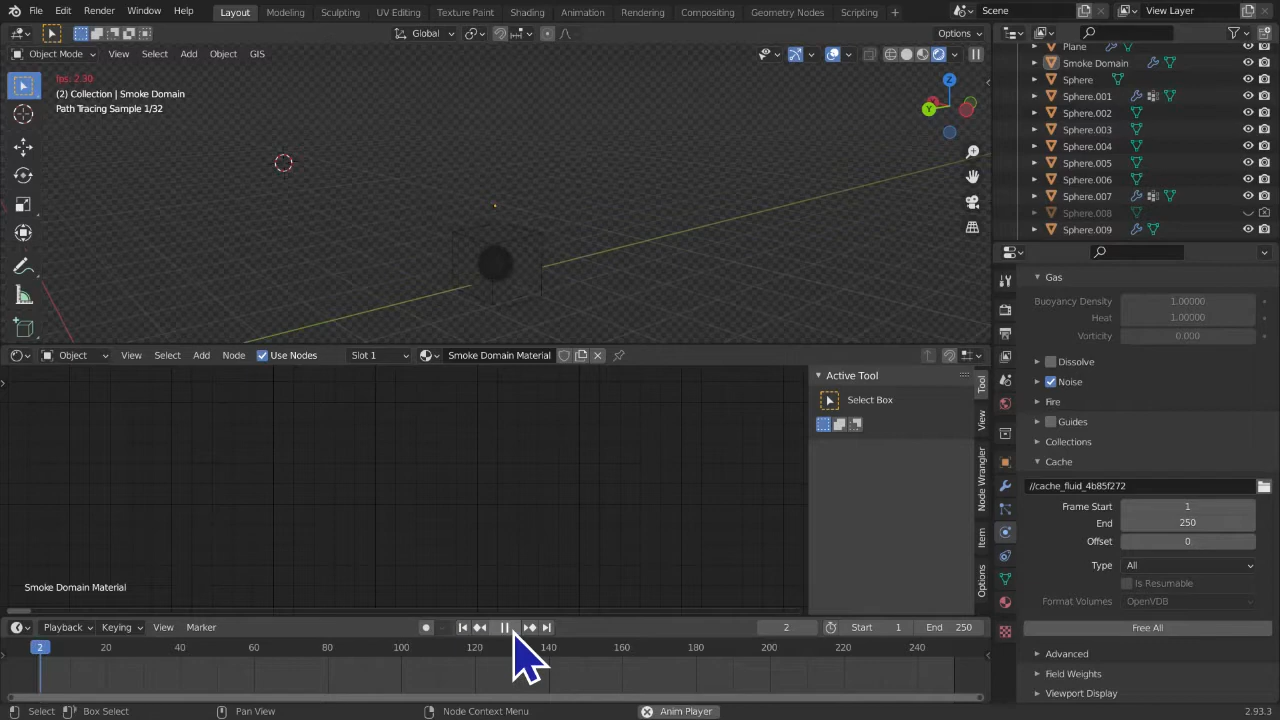 File Edit Render Window Help Layout Modeling Sculpting UV Editing Texture Paint Shading Animation Rendering Compositing Geometry Nodes Scripting + Scene View Layer
Global Options
Object Mode View Select Add Object GIS
fps: 2.30
(2) Collection | Smoke Domain
Path Tracing Sample 1/32
Z
Y
Plane
Smoke Domain
Sphere
Sphere.001
Sphere.002
Sphere.003
Sphere.004
Sphere.005
Sphere.006
Sphere.007
Sphere.008
Sphere.009
Gas
Buoyancy Density 1.00000
Heat 1.00000
Vorticity 0.000
Dissolve
Noise
Fire
Guides
Collections
Cache
//cache_fluid_4b85f272
Frame Start 1
End 250
Offset 0
Type All
Is Resumable
Format Volumes OpenVDB
Free All
Advanced
Field Weights
Viewport Display
Object View Select Add Node Use Nodes Slot 1 Smoke Domain Material
Active Tool
Select Box
Tool
View
Node Wrangler
Item
Options
Smoke Domain Material
Playback Keying View Marker 2 Start 1 End 250
2 20 40 60 80 100 120 140 160 180 200 220 240
Select Box Select Pan View Node Context Menu Anim Player 2.93.3